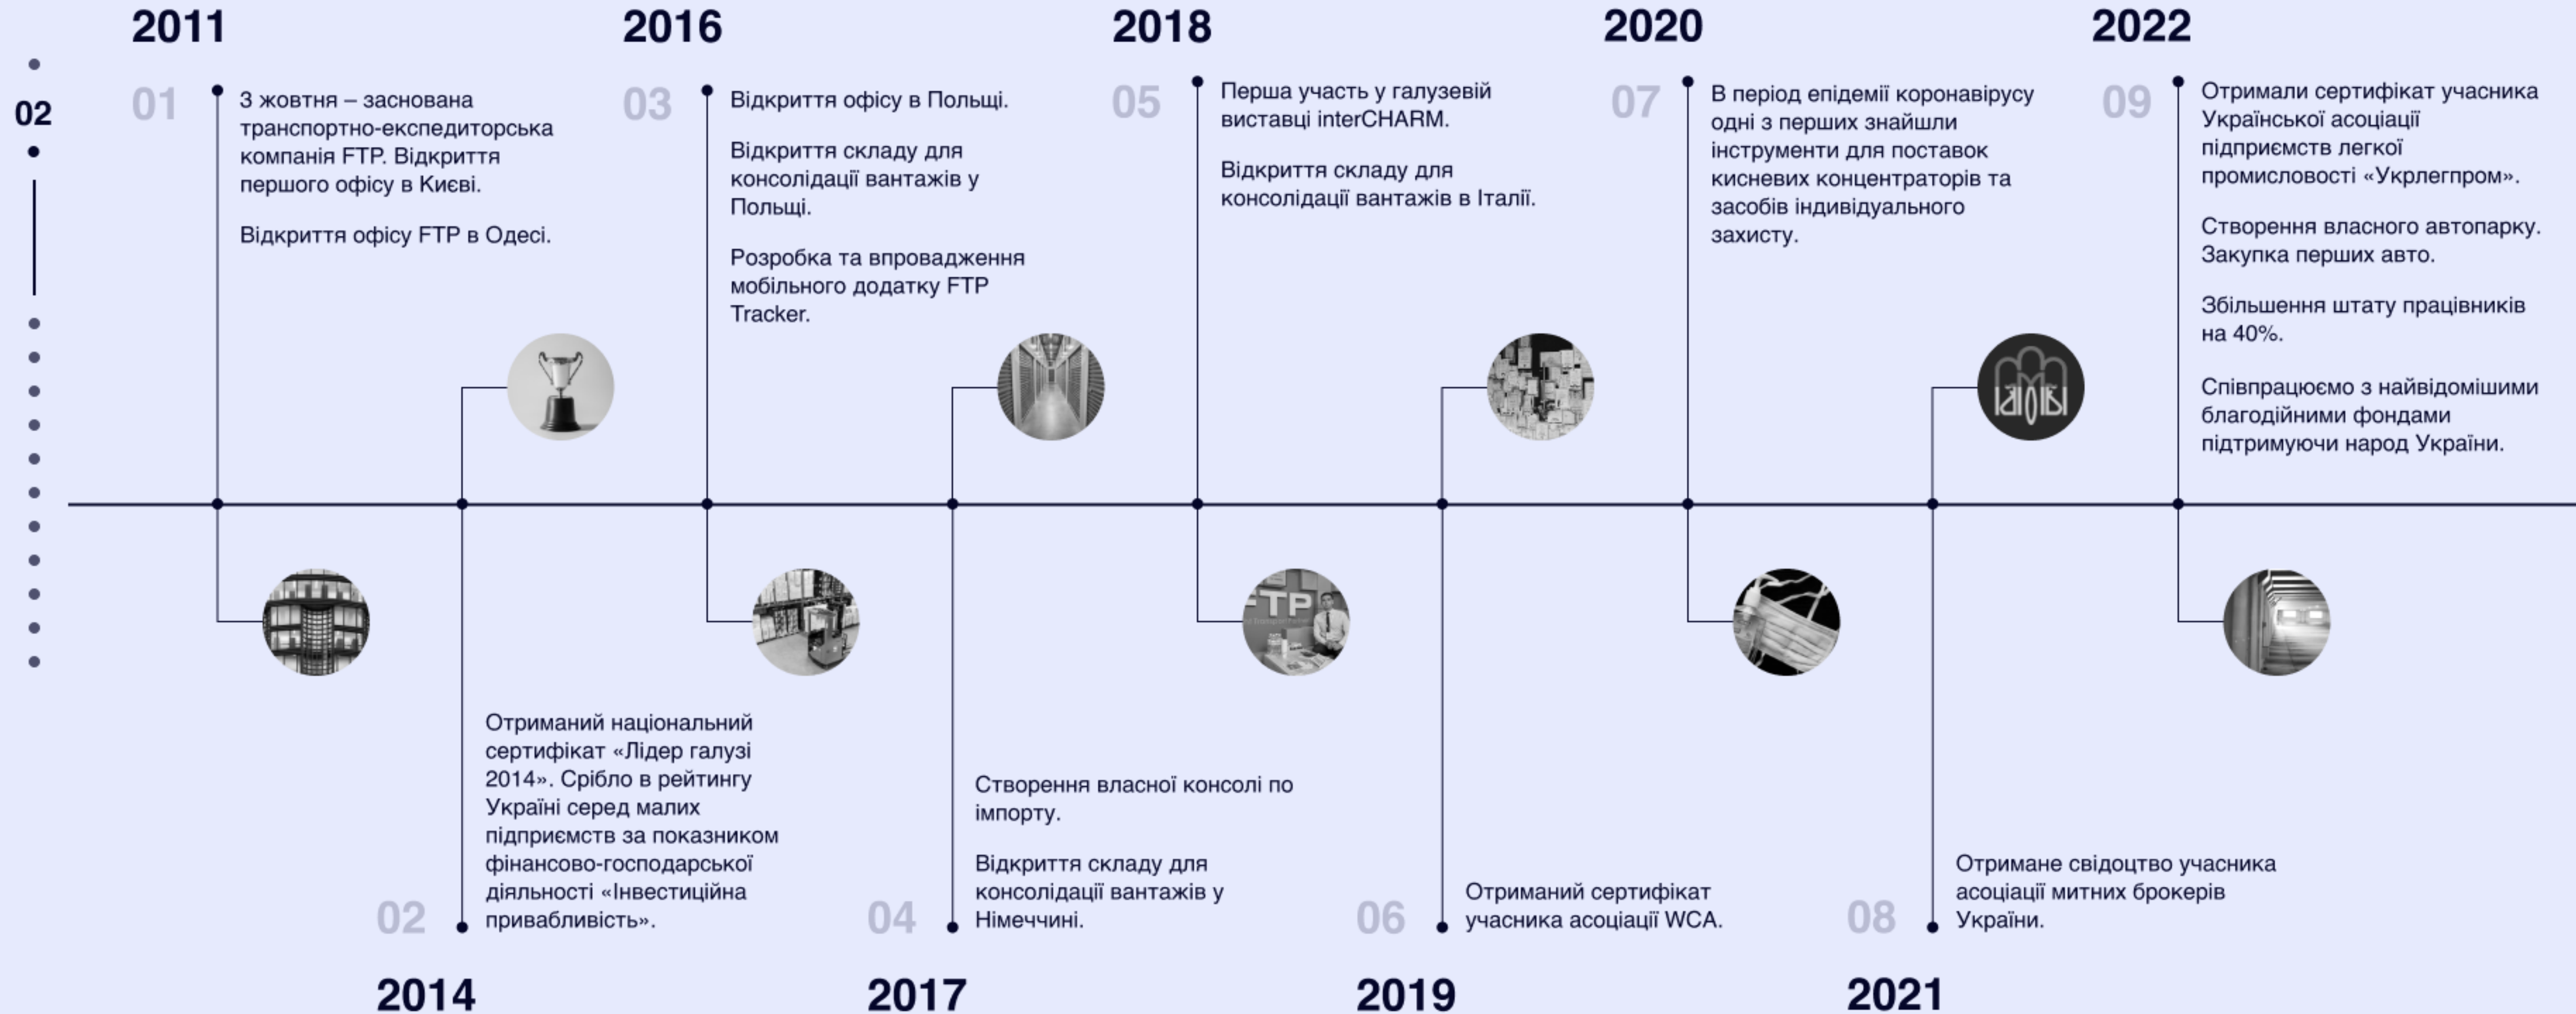 02
2011
01
3 жовтня – заснована
транспортно-експедиторська
компанія FTP. Відкриття
першого офісу в Києві.
Відкриття офісу FTP в Одесі.
Отриманий національний
сертифікат «Лідер галузі
2014». Срібло в рейтингу
Україні серед малих
підприємств за показником
фінансово-господарської
діяльності «Інвестиційна
привабливість».
02
2014
2016
03
Відкриття офісу в Польщі.
Відкриття складу для
консолідації вантажів у
Польщі.
Розробка та впровадження
мобільного додатку FTP
Tracker.
Створення власної консолі по
імпорту.
Відкриття складу для
консолідації вантажів у
Німеччині.
04
2017
2018
05
Перша участь у галузевій
виставці interCHARM.
Відкриття складу для
консолідації вантажів в Італії.
FTP
Отриманий сертифікат
учасника асоціації WCA.
06
2019
2020
07
В період епідемії коронавірусу
одні з перших знайшли
інструменти для поставок
кисневих концентраторів та
засобів індивідуального
захисту.
Отримане свідоцтво учасника
асоціації митних брокерів
України.
08
2021
2022
09
Отримали сертифікат учасника
Української асоціації
підприємств легкої
промисловості «Укрлегпром».
Створення власного автопарку.
Закупка перших авто.
Збільшення штату працівників
на 40%.
Співпрацюємо з найвідомішими
благодійними фондами
підтримуючи народ України.